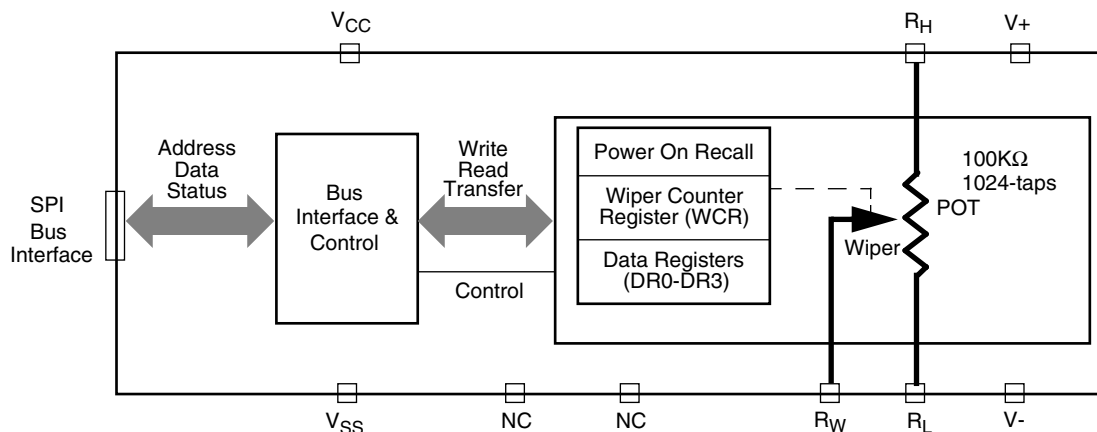 VCC
RH
V+
Address
Data
Status
SPI
Bus
Interface
Bus
Interface &
Control
Write
Read
Transfer
Control
Power On Recall
Wiper Counter
Register (WCR)
Data Registers
(DR0-DR3)
100KΩ
1024-taps
POT
Wiper
VSS
NC
NC
RW
RL
V-